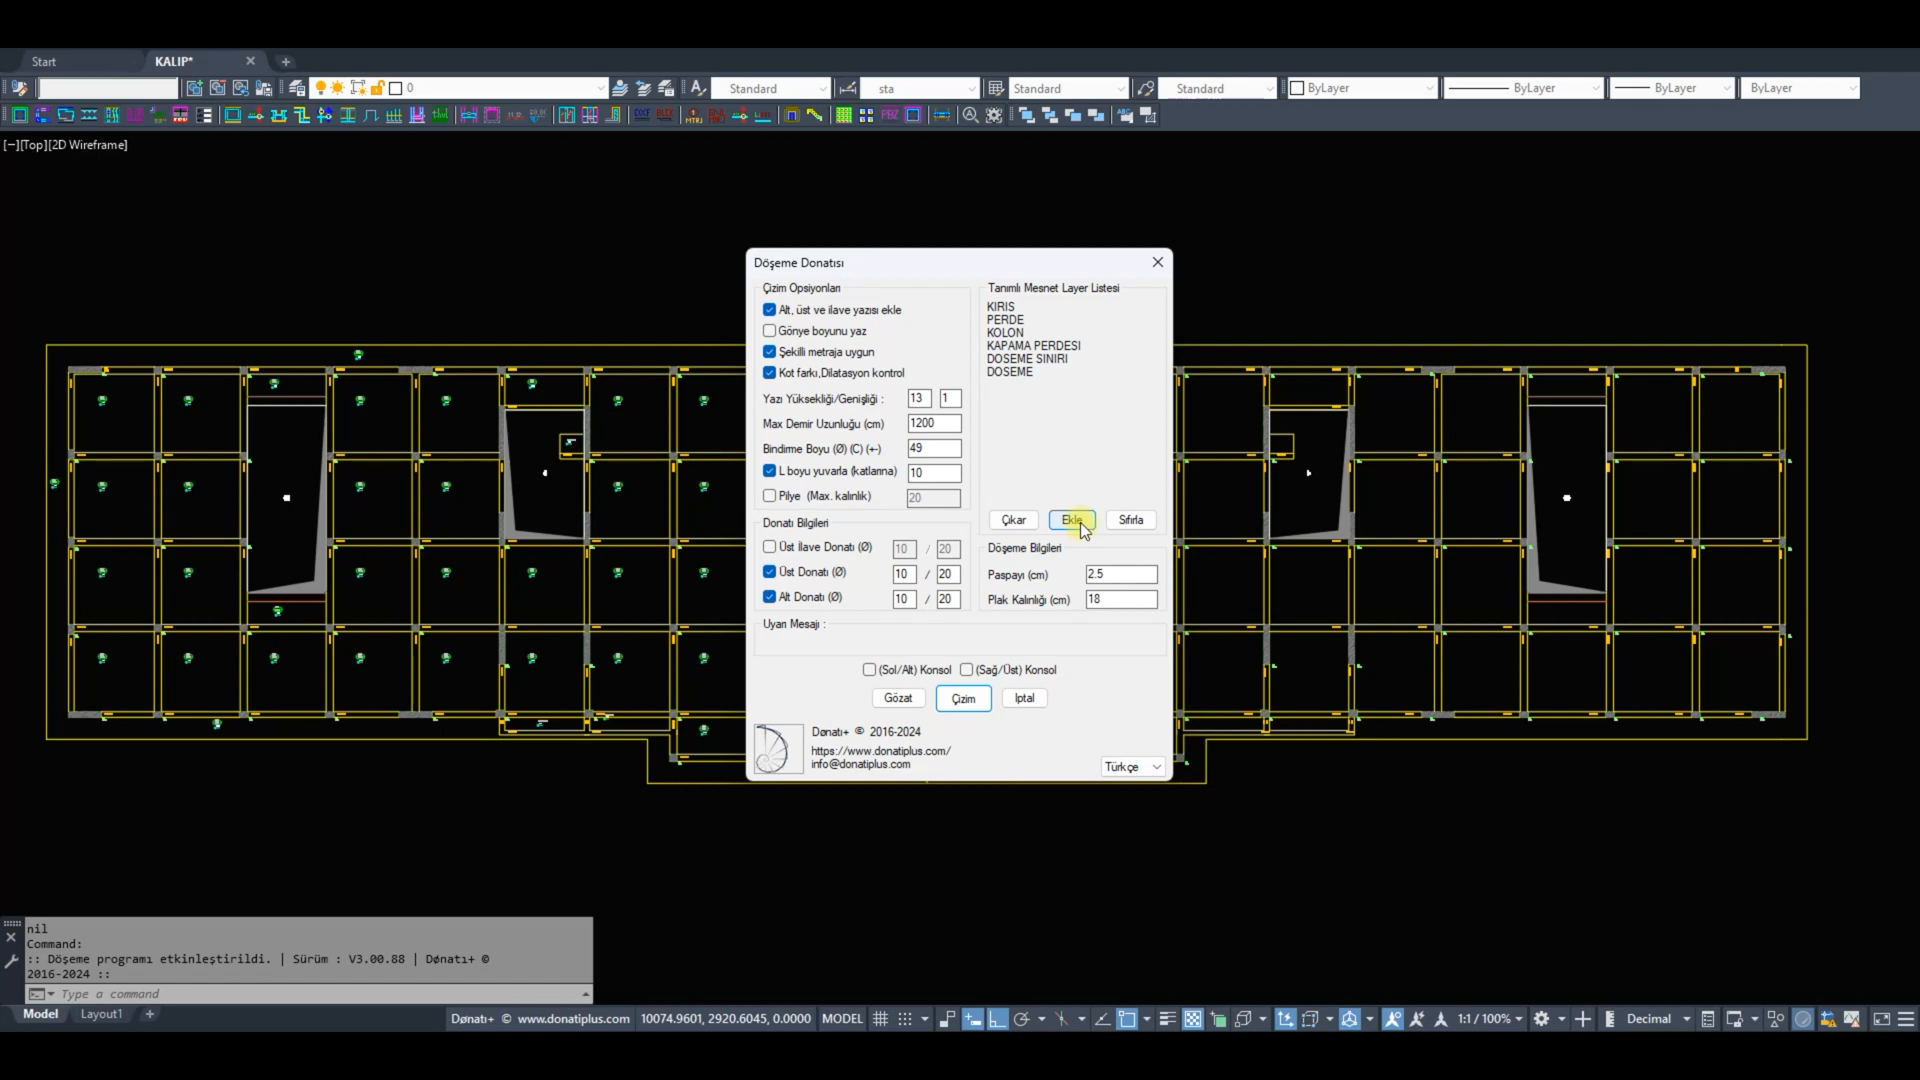 Start
KALIP*
0
Standard
sta
Standard
Standard
ByLayer
ByLayer
ByLayer
ByLayer
[−][Top][2D Wireframe]
Döşeme Donatısı
Çizim Opsiyonları
Alt, üst ve ilave yazısı ekle
Gönye boyunu yaz
Şekilli metraja uygun
Kot farkı,Dilatasyon kontrol
Yazı Yüksekliği/Genişliği : 13 1
Max Demir Uzunluğu (cm) 1200
Bindirme Boyu (Ø) (C) (+-) 49
L boyu yuvarla (katlarına) 10
Pilye (Max. kalınlık) 20
Donatı Bilgileri
Üst İlave Donatı (Ø) 10 / 20
Üst Donatı (Ø) 10 / 20
Alt Donatı (Ø) 10 / 20
Tanımlı Mesnet Layer Listesi
KIRIS
PERDE
KOLON
KAPAMA PERDESI
DOSEME SINIRI
DOSEME
Çıkar Ekle Sıfırla
Döşeme Bilgileri
Paspayı (cm) 2.5
Plak Kalınlığı (cm) 18
Uyarı Mesajı :
(Sol/Alt) Konsol (Sağ/Üst) Konsol
Gözat Çizim Iptal
Dønatı+ © 2016-2024
https://www.donatiplus.com/
info@donatiplus.com
Türkçe
nil
Command:
:: Döşeme programı etkinleştirildi. | Sürüm : V3.00.88 | Dønatı+ ©
2016-2024 ::
Type a command
Model Layout1
Dønatı+ © www.donatiplus.com 10074.9601, 2920.6045, 0.0000 MODEL 1:1 / 100% Decimal